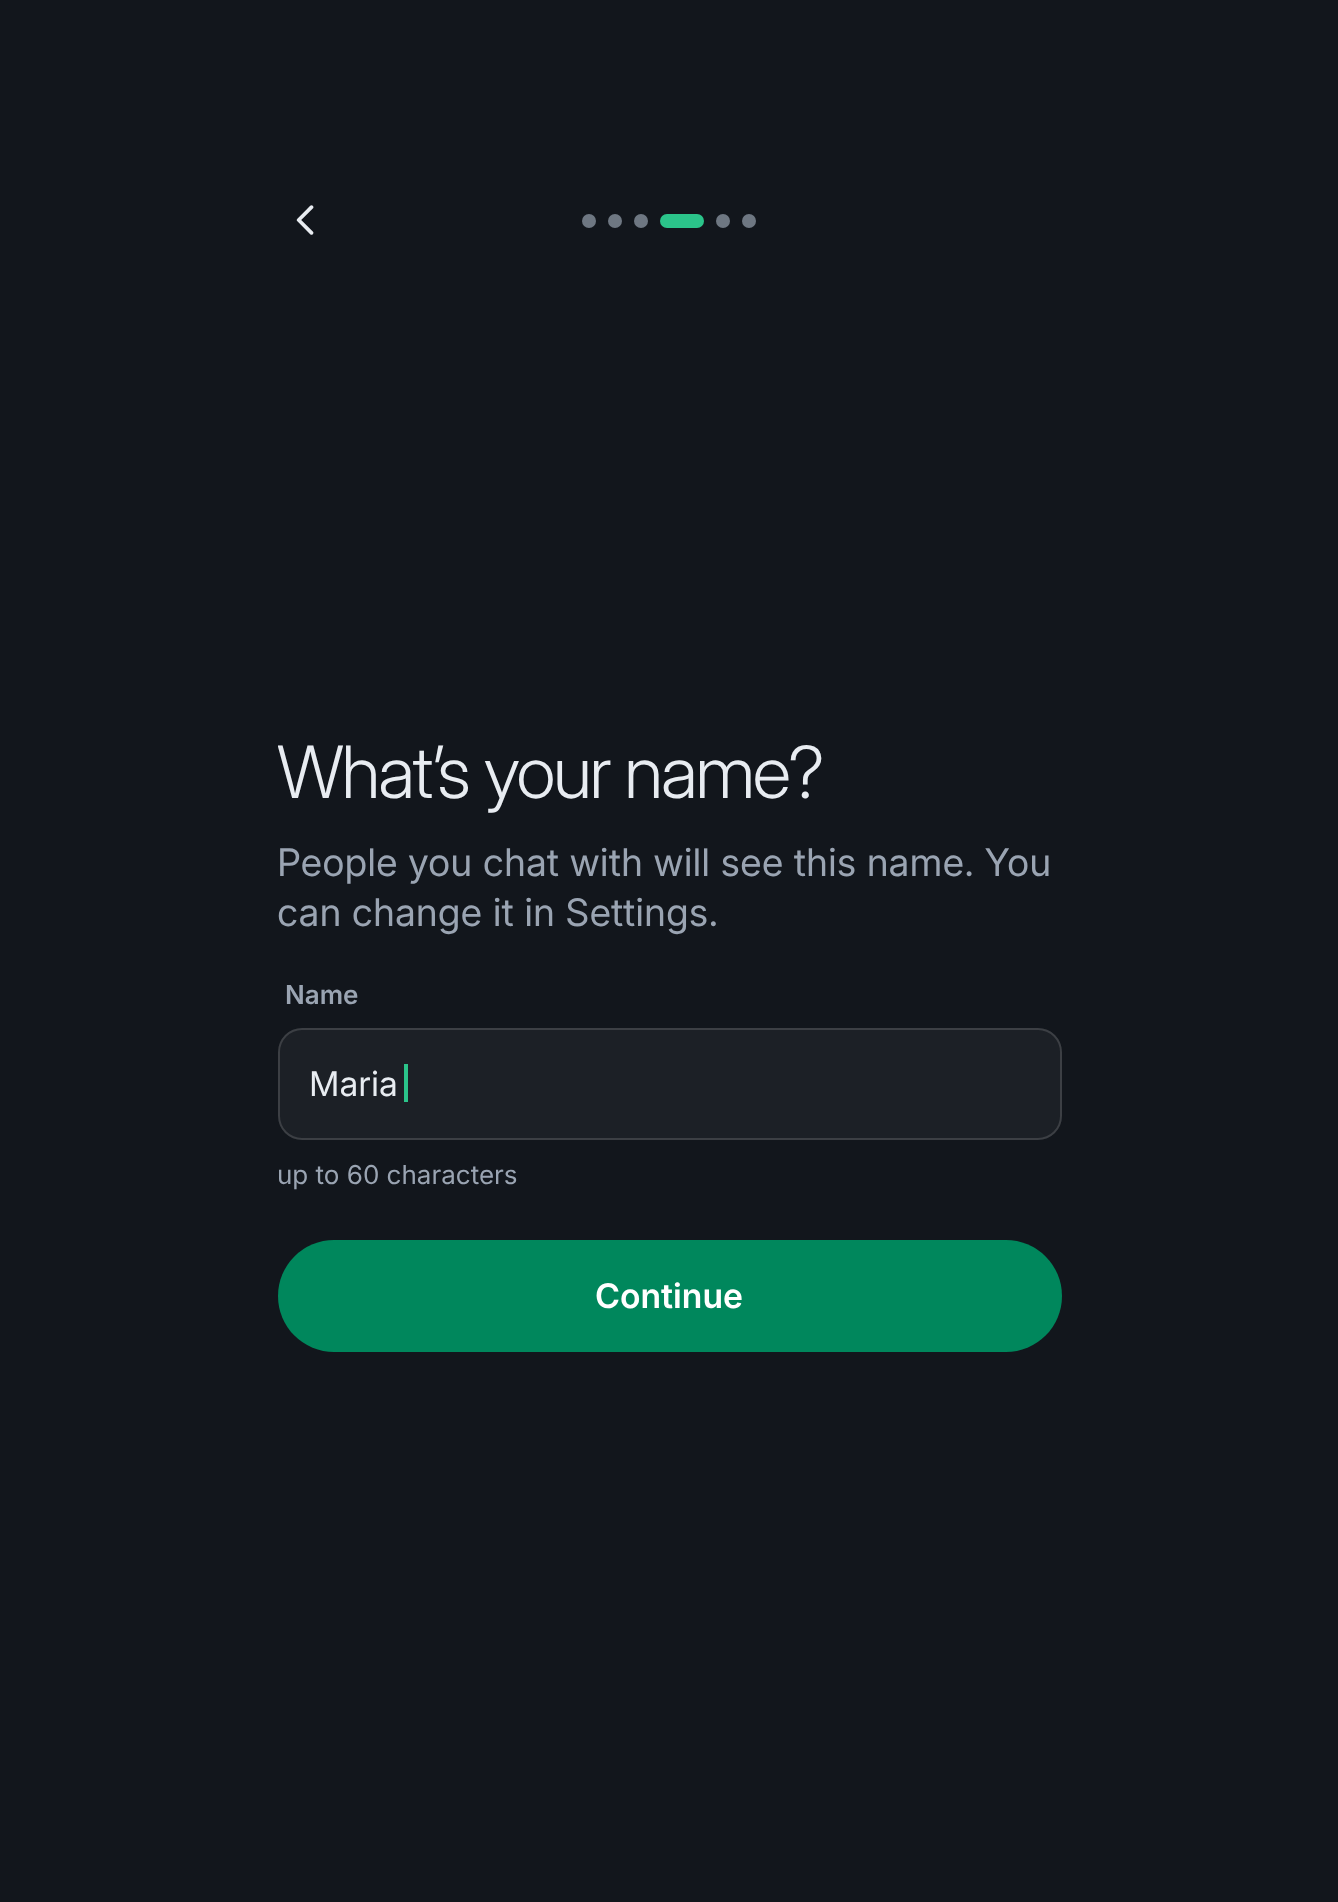 What’s your name?
People you chat with will see this name. You
can change it in Settings.
Name
Maria
up to 60 characters
Continue